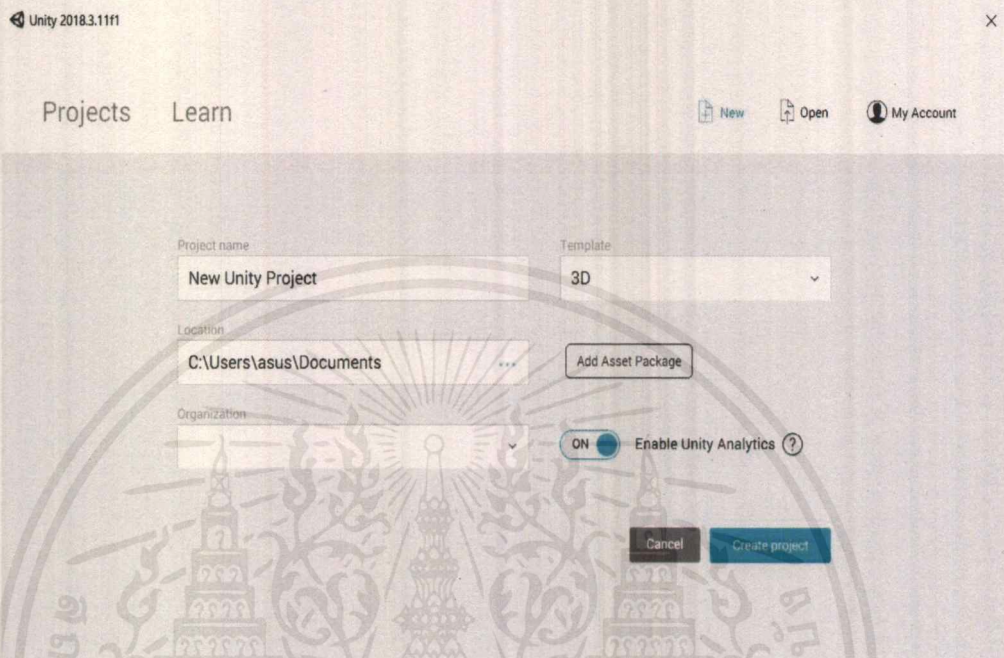 Unity 2018.3.11f1
Projects Learn New Open My Account
Project name Template
New Unity Project 3D
Location
C:\Users\asus\Documents ... Add Asset Package
Organization
ON Enable Unity Analytics ?
Cancel Create project